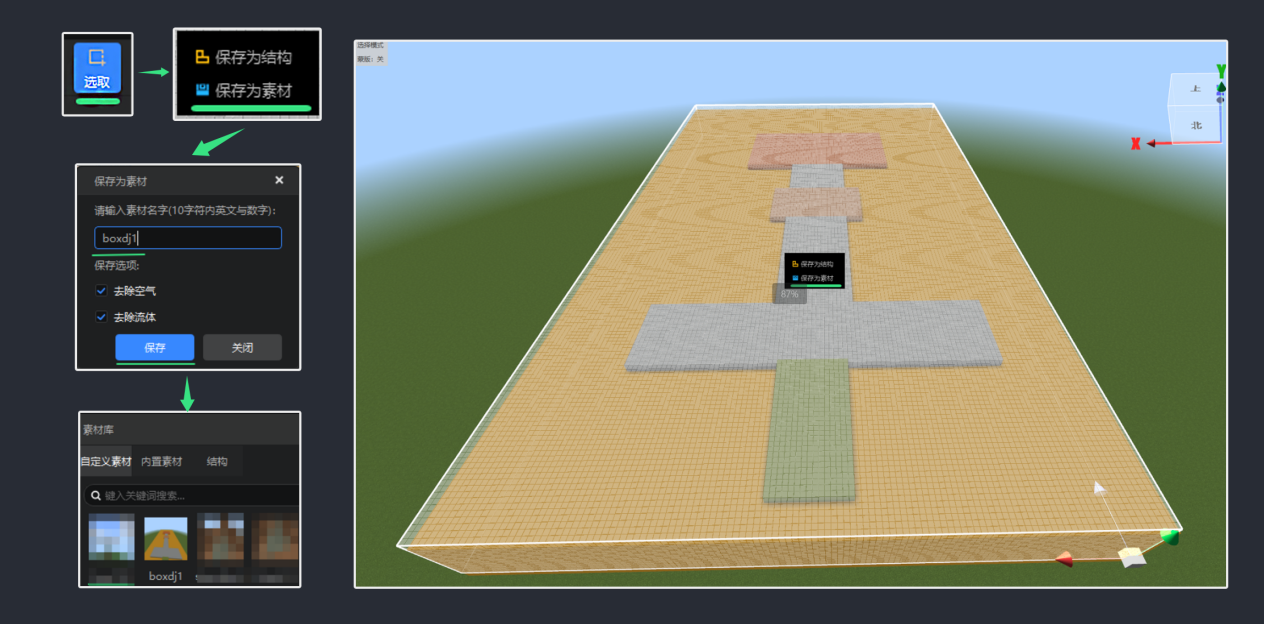 选取
保存为结构
保存为素材
保存为素材
请输入素材名字(10字符内英文与数字):
boxdj1
保存选项:
去除空气
去除流体
保存
关闭
素材库
自定义素材
内置素材
结构
键入关键词搜索...
boxdj1
选择模式
蒙版: 关
保存为结构
保存为素材
87%
Y
上
北
X